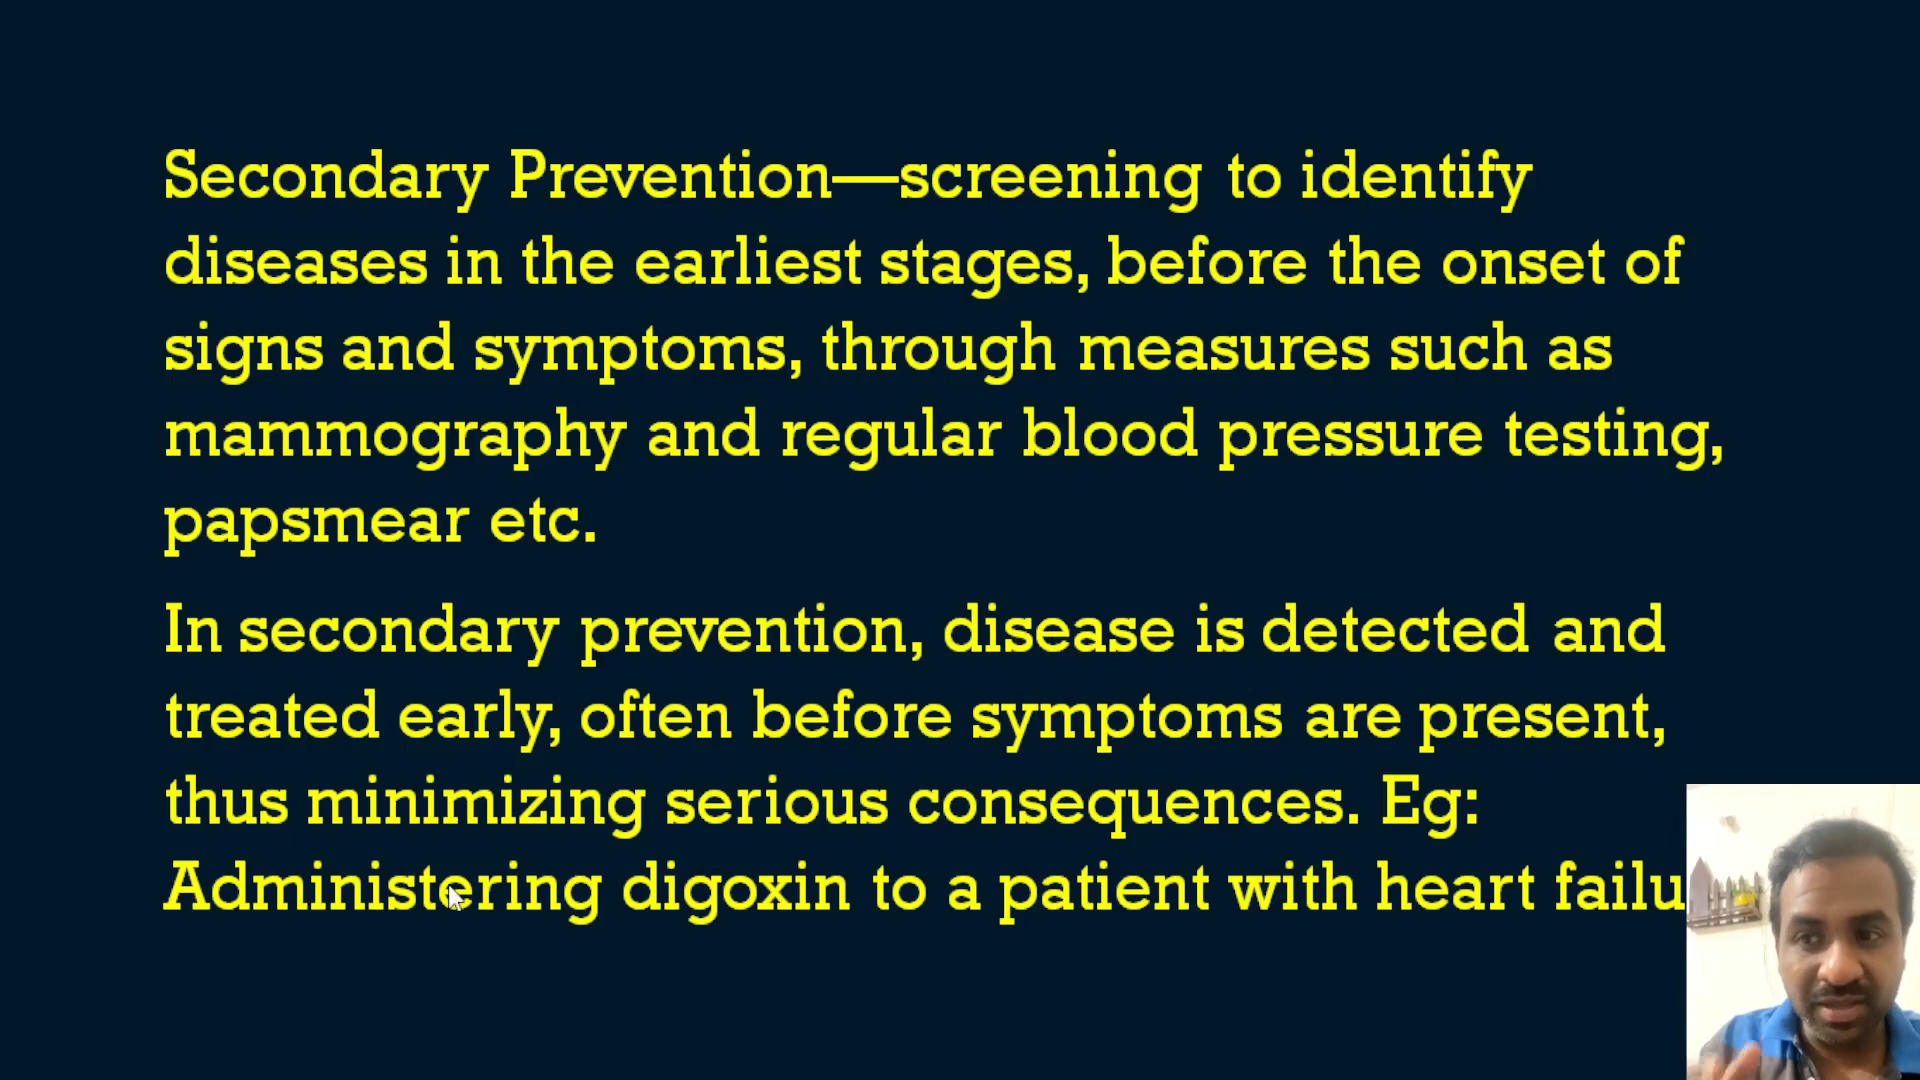 Secondary Prevention—screening to identify
diseases in the earliest stages, before the onset of
signs and symptoms, through measures such as
mammography and regular blood pressure testing,
papsmear etc.
In secondary prevention, disease is detected and
treated early, often before symptoms are present,
thus minimizing serious consequences. Eg:
Administering digoxin to a patient with heart failu